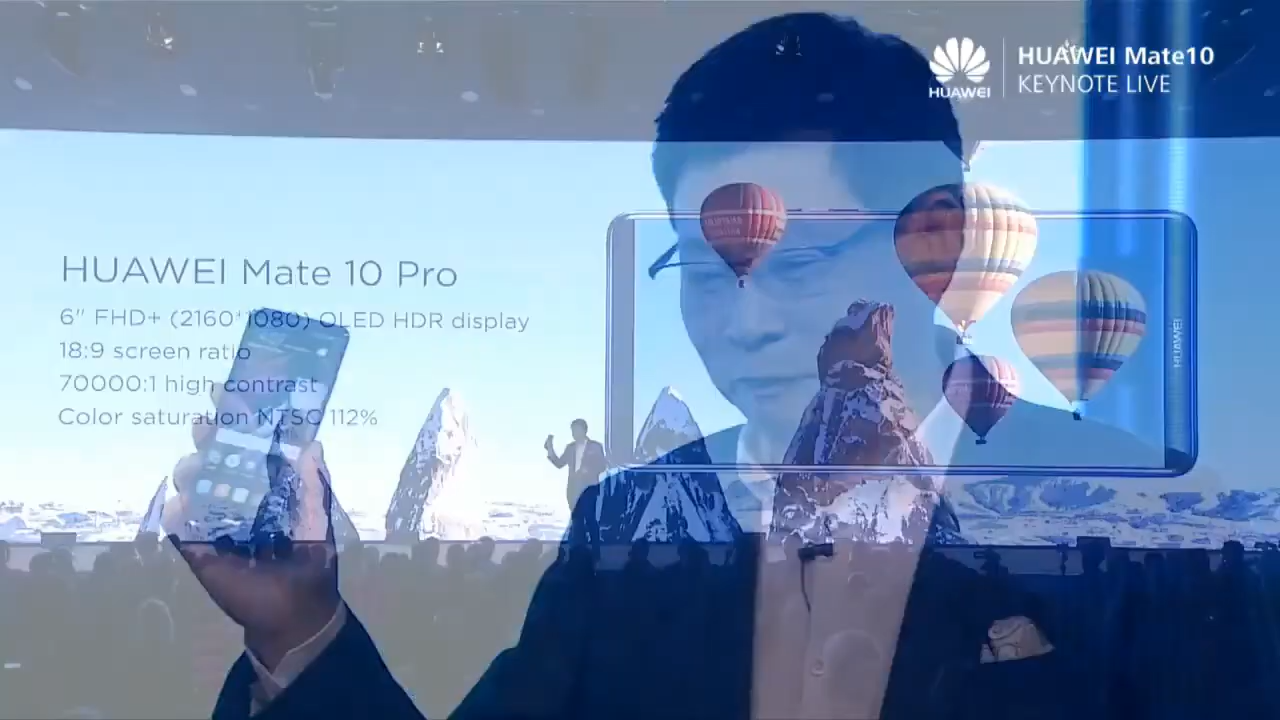 HUAWEI
HUAWEI Mate10
KEYNOTE LIVE
HUAWEI Mate 10 Pro
6" FHD+ (2160*1080) OLED HDR display
18:9 screen ratio
70000:1 high contrast
Color saturation NTSC 112%
HUAWEI